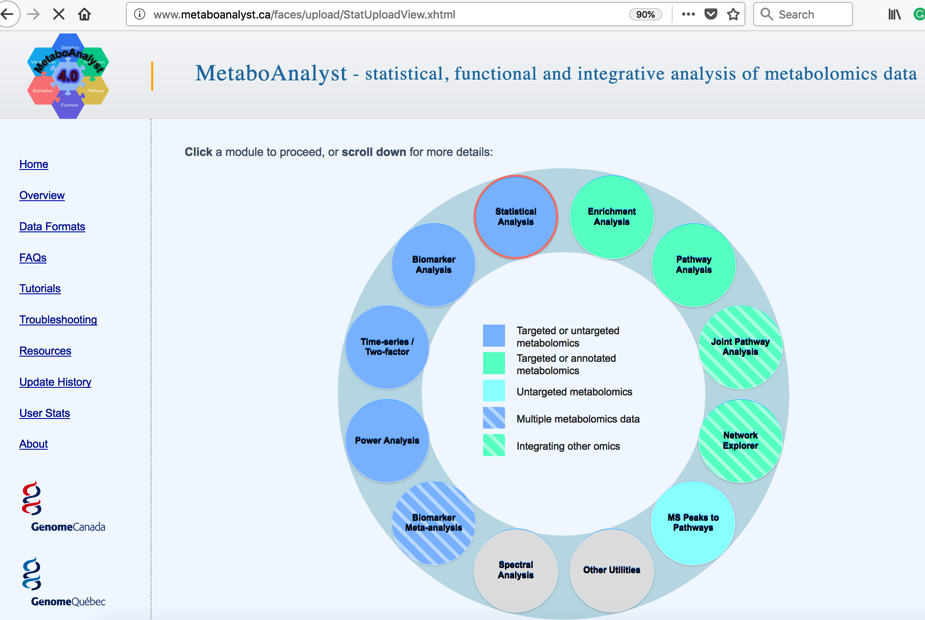 www.metaboanalyst.ca/faces/upload/StatUploadView.xhtml
90%
Search
MetaboAnalyst
4.0
Statistics
Biomarker
Pathway
Function
MetaboAnalyst - statistical, functional and integrative analysis of metabolomics data
Home
Overview
Data Formats
FAQs
Tutorials
Troubleshooting
Resources
Update History
User Stats
About
GenomeCanada
GenomeQuébec
Click a module to proceed, or scroll down for more details:
Statistical
Analysis
Enrichment
Analysis
Biomarker
Analysis
Pathway
Analysis
Time-series /
Two-factor
Joint Pathway
Analysis
Power Analysis
Network
Explorer
Biomarker
Meta-analysis
MS Peaks to
Pathways
Spectral
Analysis
Other Utilities
Targeted or untargeted
metabolomics
Targeted or annotated
metabolomics
Untargeted metabolomics
Multiple metabolomics data
Integrating other omics